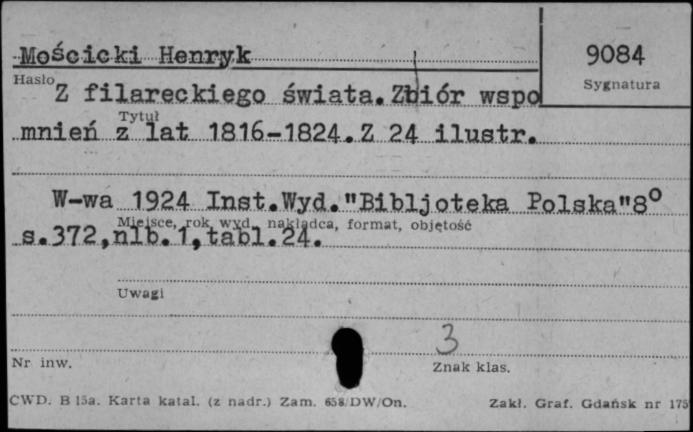 Mościcki Henryk
9084
Hasło
Sygnatura
Z filareckiego świata. Zbiór wspo
Tytuł
mnień z lat 1816-1824. Z 24 ilustr.
W-wa 1924 Inst.Wyd."Bibljoteka Polska"8°
Miejsce, rok wyd. nakładca, format, objętość
s.372,nlb.1,tabl.24.
Uwagi
3
Nr inw.
Znak klas.
CWD. B 15a. Karta katal. (z nadr.) Zam. 658/DW/On.
Zakł. Graf. Gdańsk nr 175